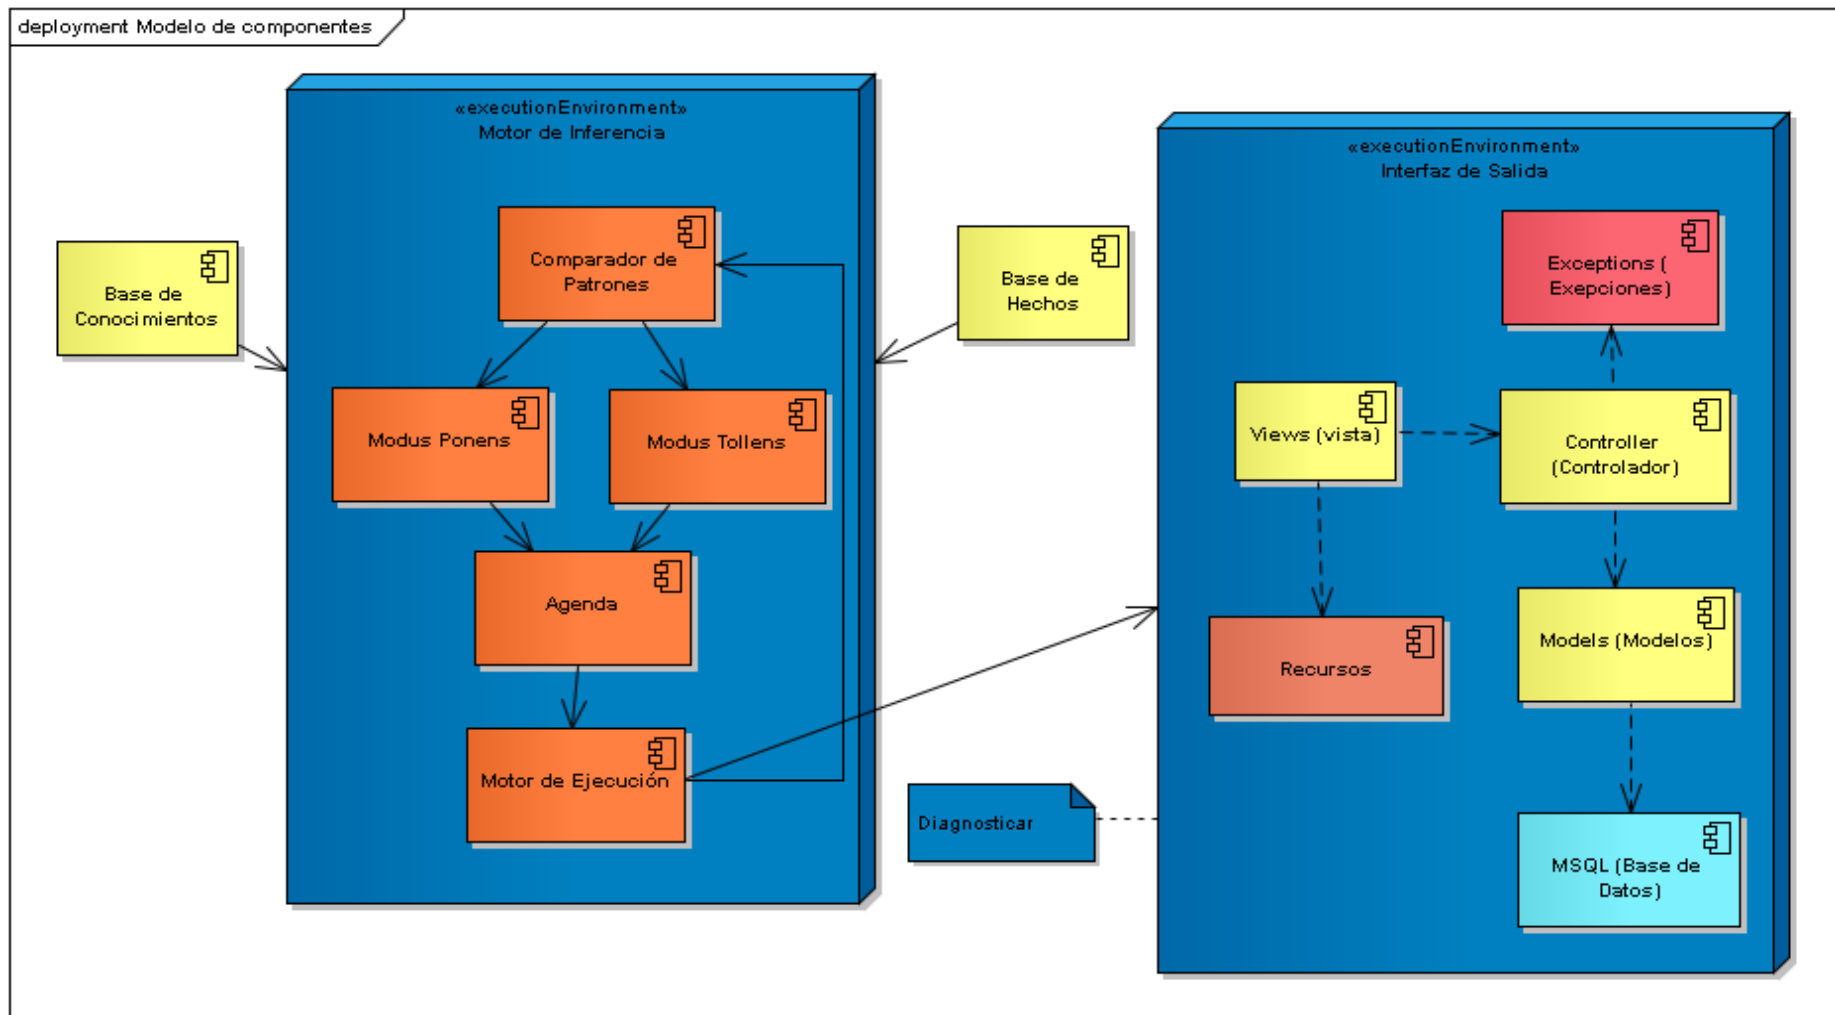 deployment Modelo de componentes
«executionEnvironment»
Motor de Inferencia
Comparador de
Patrones
Base de
Conocimientos
Modus Ponens
Modus Tollens
Agenda
Motor de Ejecución
Base de
Hechos
Diagnosticar
«executionEnvironment»
Interfaz de Salida
Exceptions (
Exepciones)
Views (vista)
Controller
(Controlador)
Recursos
Models (Modelos)
MSQL (Base de
Datos)